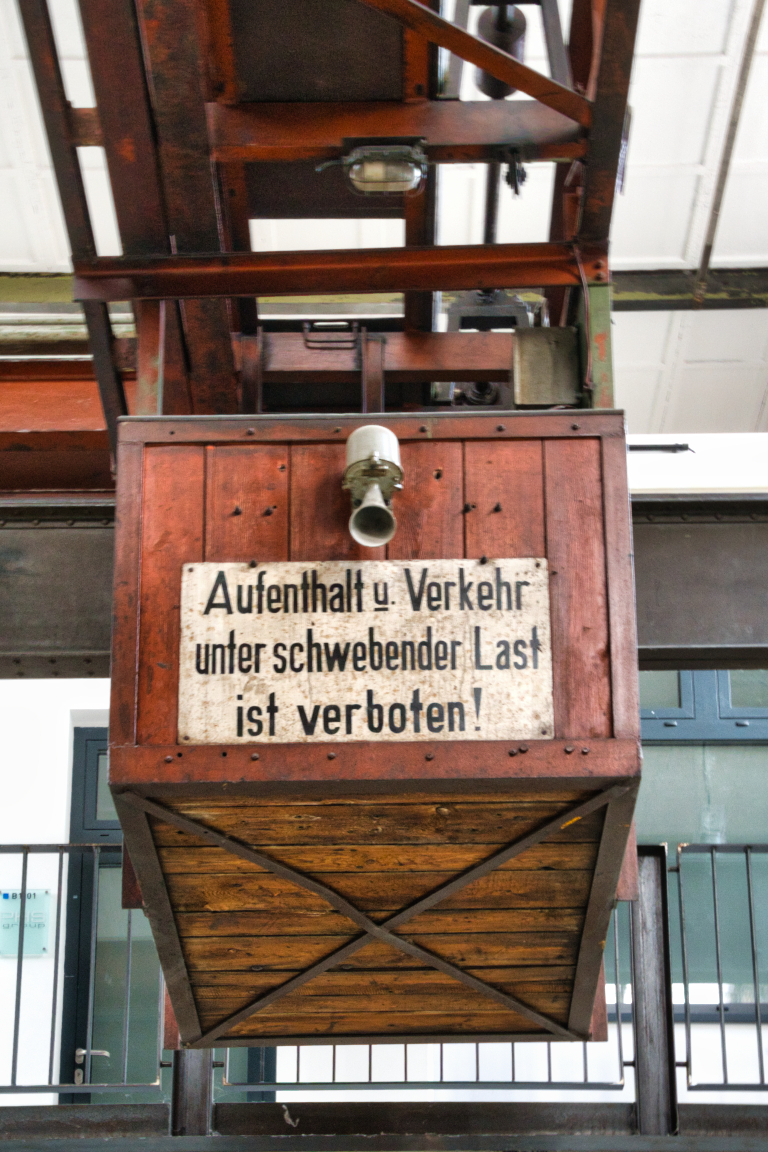 Aufenthalt u. Verkehr
unter schwebender Last
ist verboten!